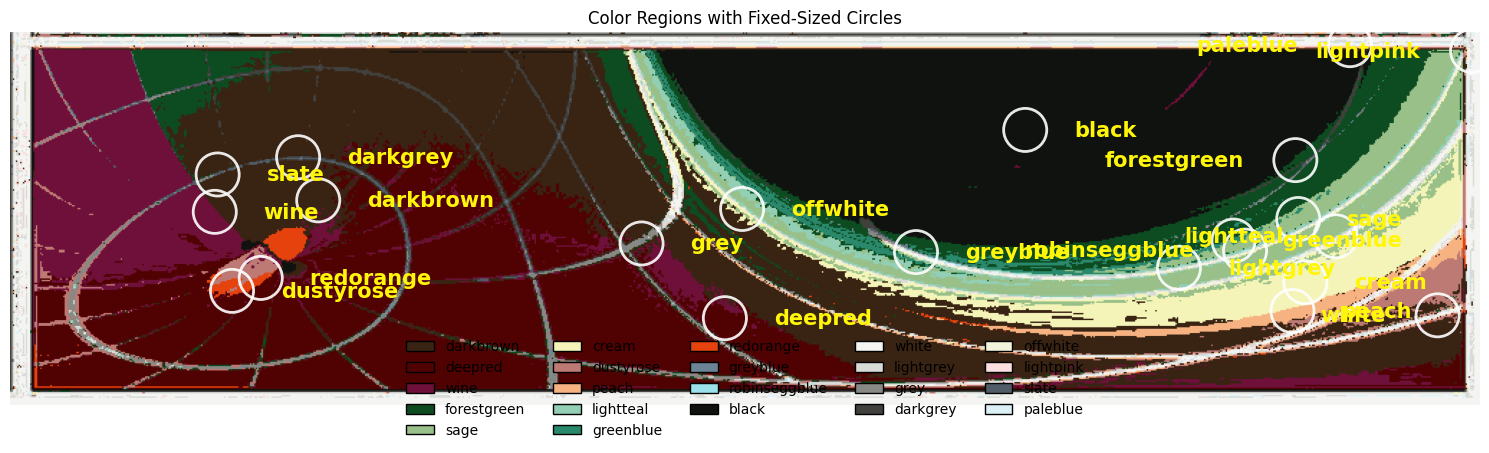 Color Regions with Fixed-Sized Circles
paleblue
lightpink
black
forestgreen
darkgrey
slate
darkbrown
wine
offwhite
sage
lightteal
greenblue
grey
greyblue
robinseggblue
lightgrey
redorange
dustyrose
cream
peach
white
deepred
darkbrown cream redorange white offwhite
deepred dustyrose greyblue lightgrey lightpink
wine peach robinseggblue grey slate
forestgreen lightteal black darkgrey paleblue
sage greenblue